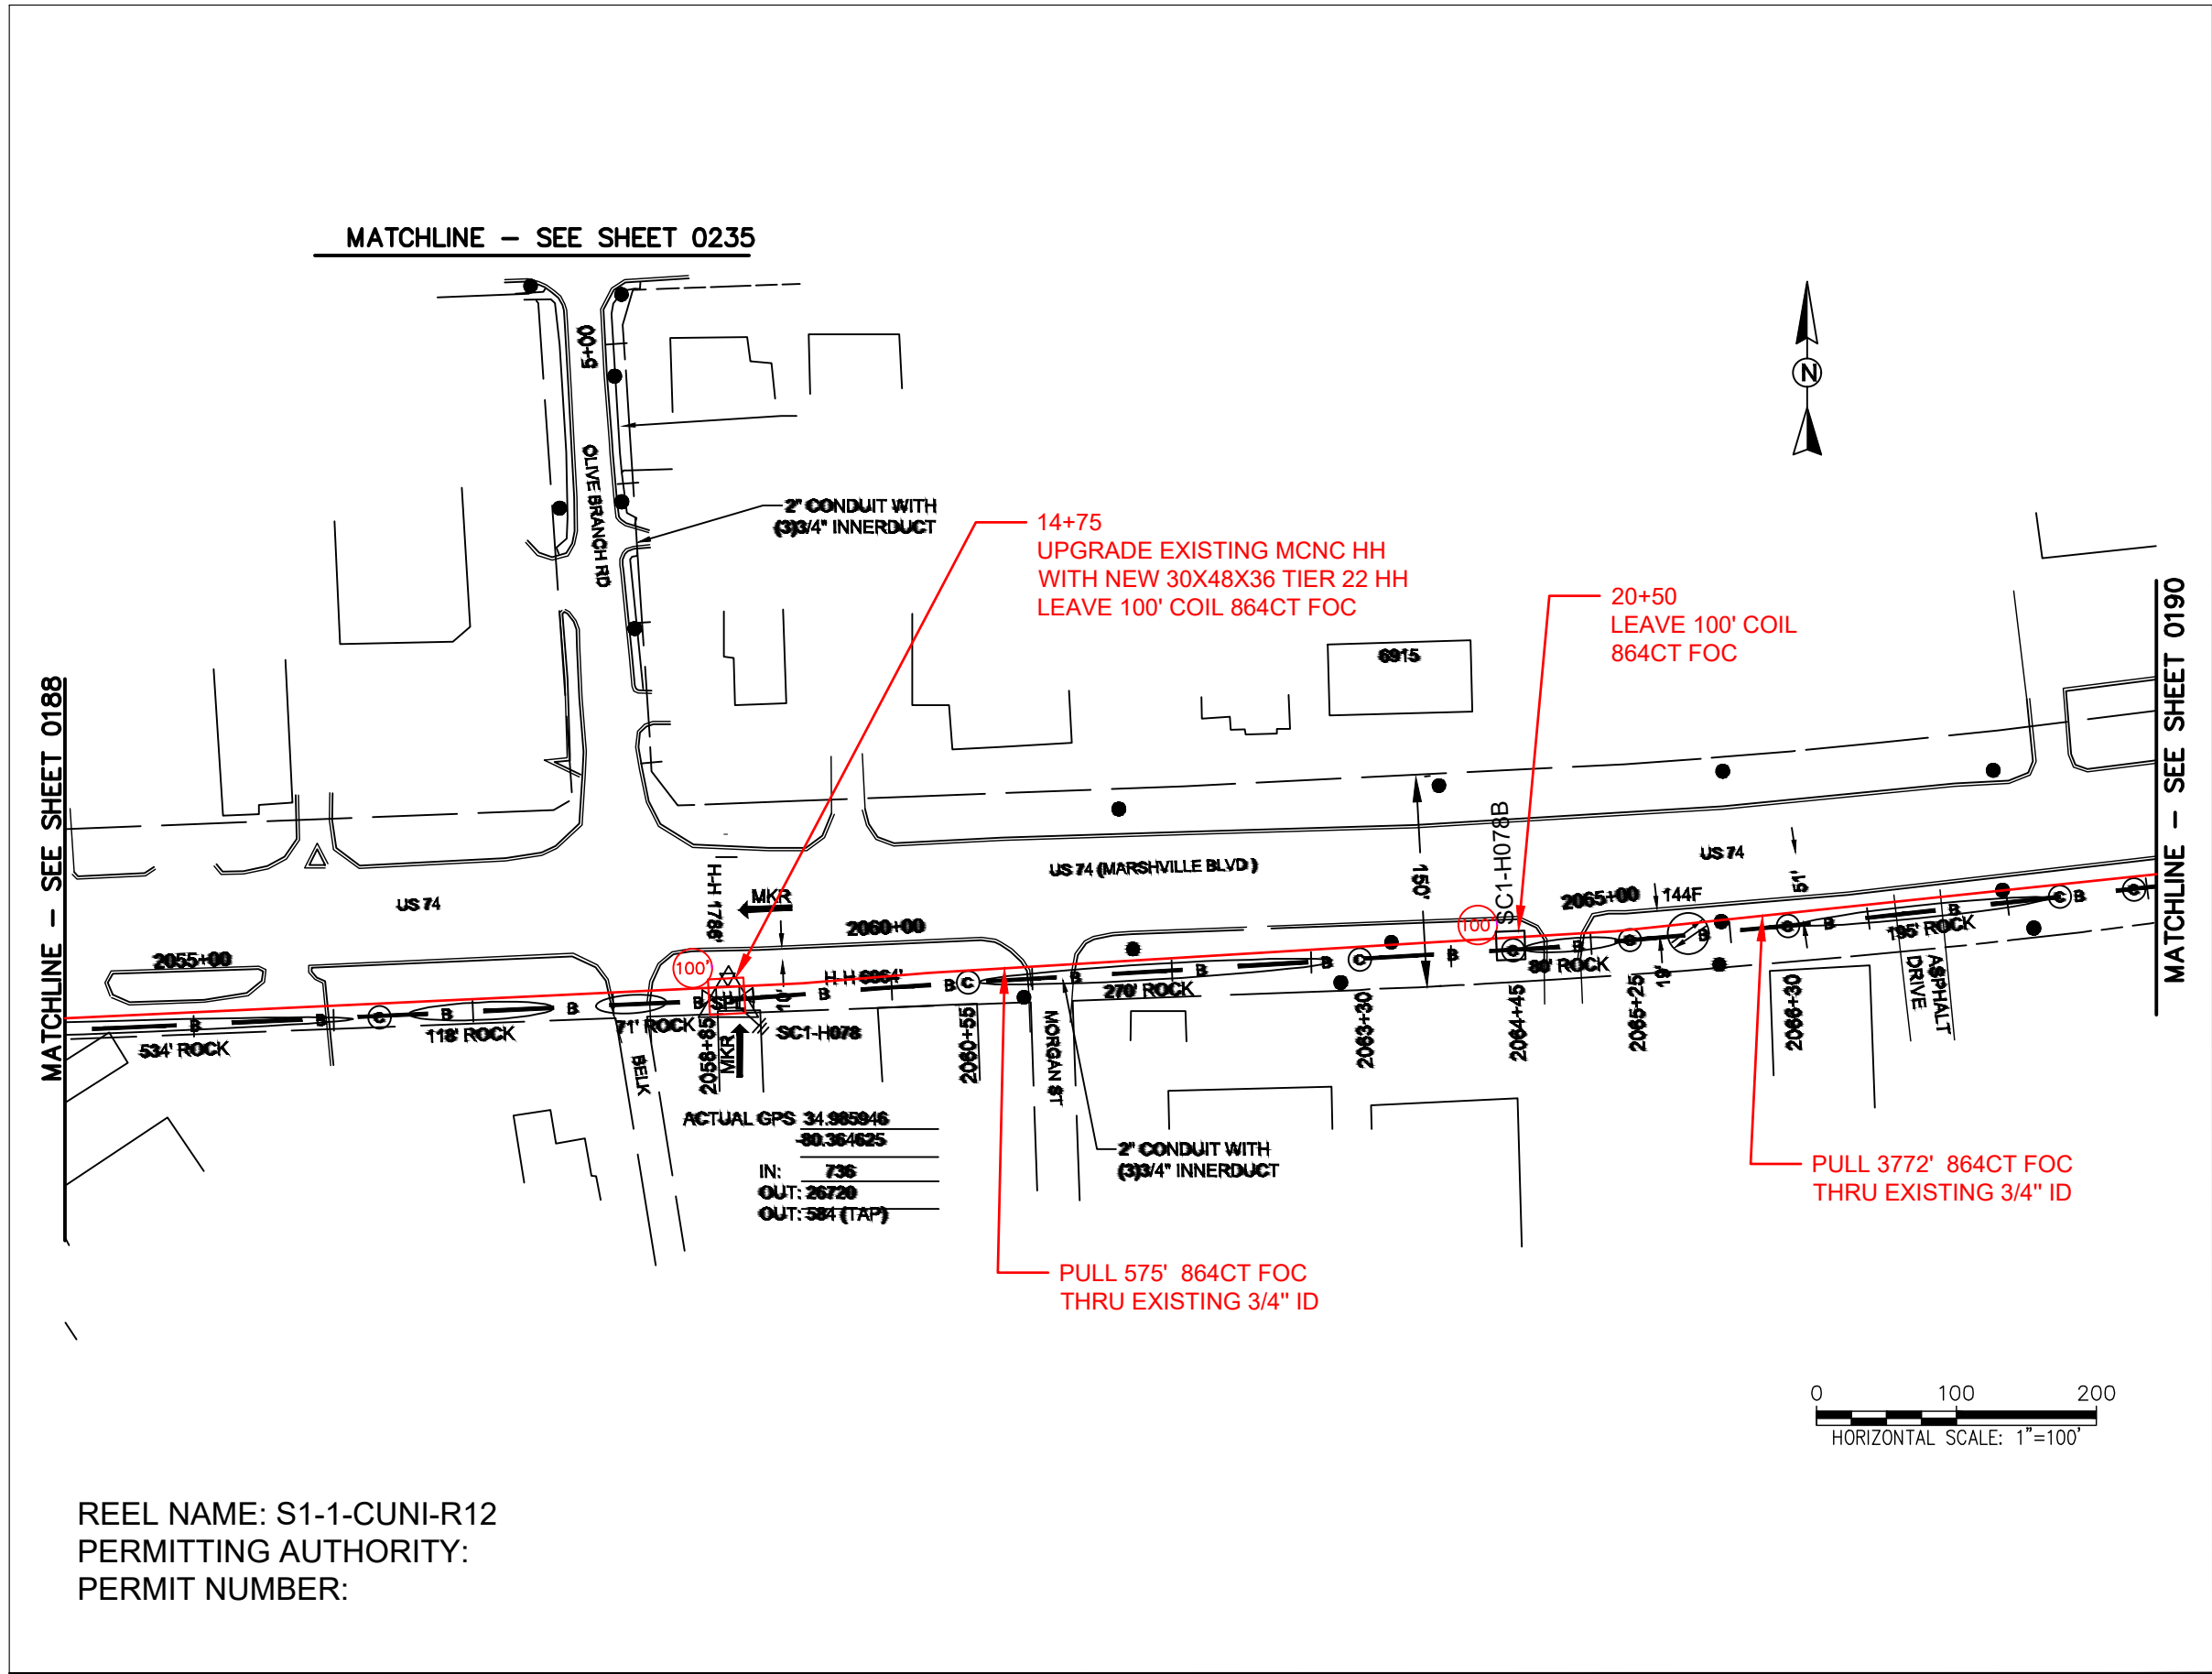 MATCHLINE – SEE SHEET 0235
5+00
OLIVE BRANCH RD
N
2" CONDUIT WITH
(3)3/4" INNERDUCT
14+75
UPGRADE EXISTING MCNC HH
WITH NEW 30X48X36 TIER 22 HH
LEAVE 100' COIL 864CT FOC
20+50
LEAVE 100' COIL
864CT FOC
6915
MATCHLINE – SEE SHEET 0188
MATCHLINE – SEE SHEET 0190
US 74 (MARSHVILLE BLVD )
US 74
US 74
H-H 1786'
MKR
150'
SC1-H078B
2065+00
144F
51'
2060+00
2055+00
100'
100'
H-H 6064'
10'
B
B
C
B
B
B
B
B
C
B
B
B
C
B
C
B
C
B
C
B
B
C
B
C
534' ROCK
118' ROCK
71' ROCK
270' ROCK
80' ROCK
195' ROCK
19'
SC1-H078
2058+85
MKR
BELK
2060+55
MORGAN ST
2063+30
2064+45
2065+25
2066+30
ASPHALT
DRIVE
ACTUAL GPS 34.985946
-80.364625
IN: 736
OUT: 26720
OUT: 584 (TAP)
2" CONDUIT WITH
(3)3/4" INNERDUCT
PULL 3772' 864CT FOC
THRU EXISTING 3/4" ID
PULL 575' 864CT FOC
THRU EXISTING 3/4" ID
0 100 200
HORIZONTAL SCALE: 1"=100'
REEL NAME: S1-1-CUNI-R12
PERMITTING AUTHORITY:
PERMIT NUMBER: